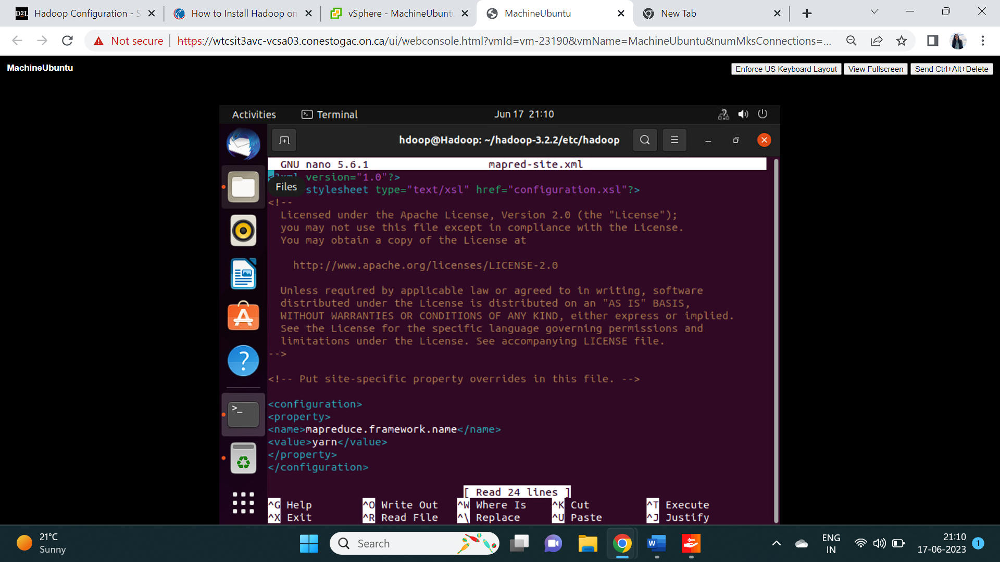 Hadoop Configuration - S
How to Install Hadoop on
vSphere - MachineUbuntu
MachineUbuntu
New Tab
Not secure
https://wtcsit3avc-vcsa03.conestogac.on.ca/ui/webconsole.html?vmId=vm-23190&vmName=MachineUbuntu&numMksConnections=...
MachineUbuntu
Enforce US Keyboard Layout
View Fullscreen
Send Ctrl+Alt+Delete
Activities
Terminal
Jun 17 21:10
hdoop@Hadoop: ~/hadoop-3.2.2/etc/hadoop
GNU nano 5.6.1 mapred-site.xml
<?xml version="1.0"?>
Files
stylesheet type="text/xsl" href="configuration.xsl"?>
<!--
Licensed under the Apache License, Version 2.0 (the "License");
you may not use this file except in compliance with the License.
You may obtain a copy of the License at
http://www.apache.org/licenses/LICENSE-2.0
Unless required by applicable law or agreed to in writing, software
distributed under the License is distributed on an "AS IS" BASIS,
WITHOUT WARRANTIES OR CONDITIONS OF ANY KIND, either express or implied.
See the License for the specific language governing permissions and
limitations under the License. See accompanying LICENSE file.
-->
<!-- Put site-specific property overrides in this file. -->
<configuration>
<property>
<name>mapreduce.framework.name</name>
<value>yarn</value>
</property>
</configuration>
[ Read 24 lines ]
^G Help ^O Write Out ^W Where Is ^K Cut ^T Execute
^X Exit ^R Read File ^\ Replace ^U Paste ^J Justify
21°C
Sunny
Search
ENG
IN
21:10
17-06-2023
1